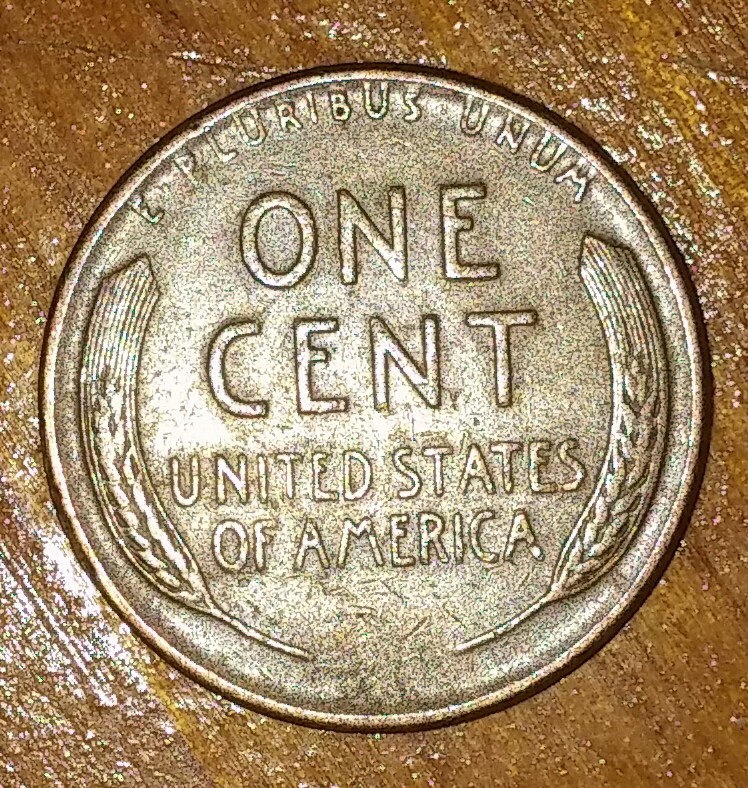 E·PLURIBUS UNUM
ONE
CENT
UNITED STATES
OF AMERICA